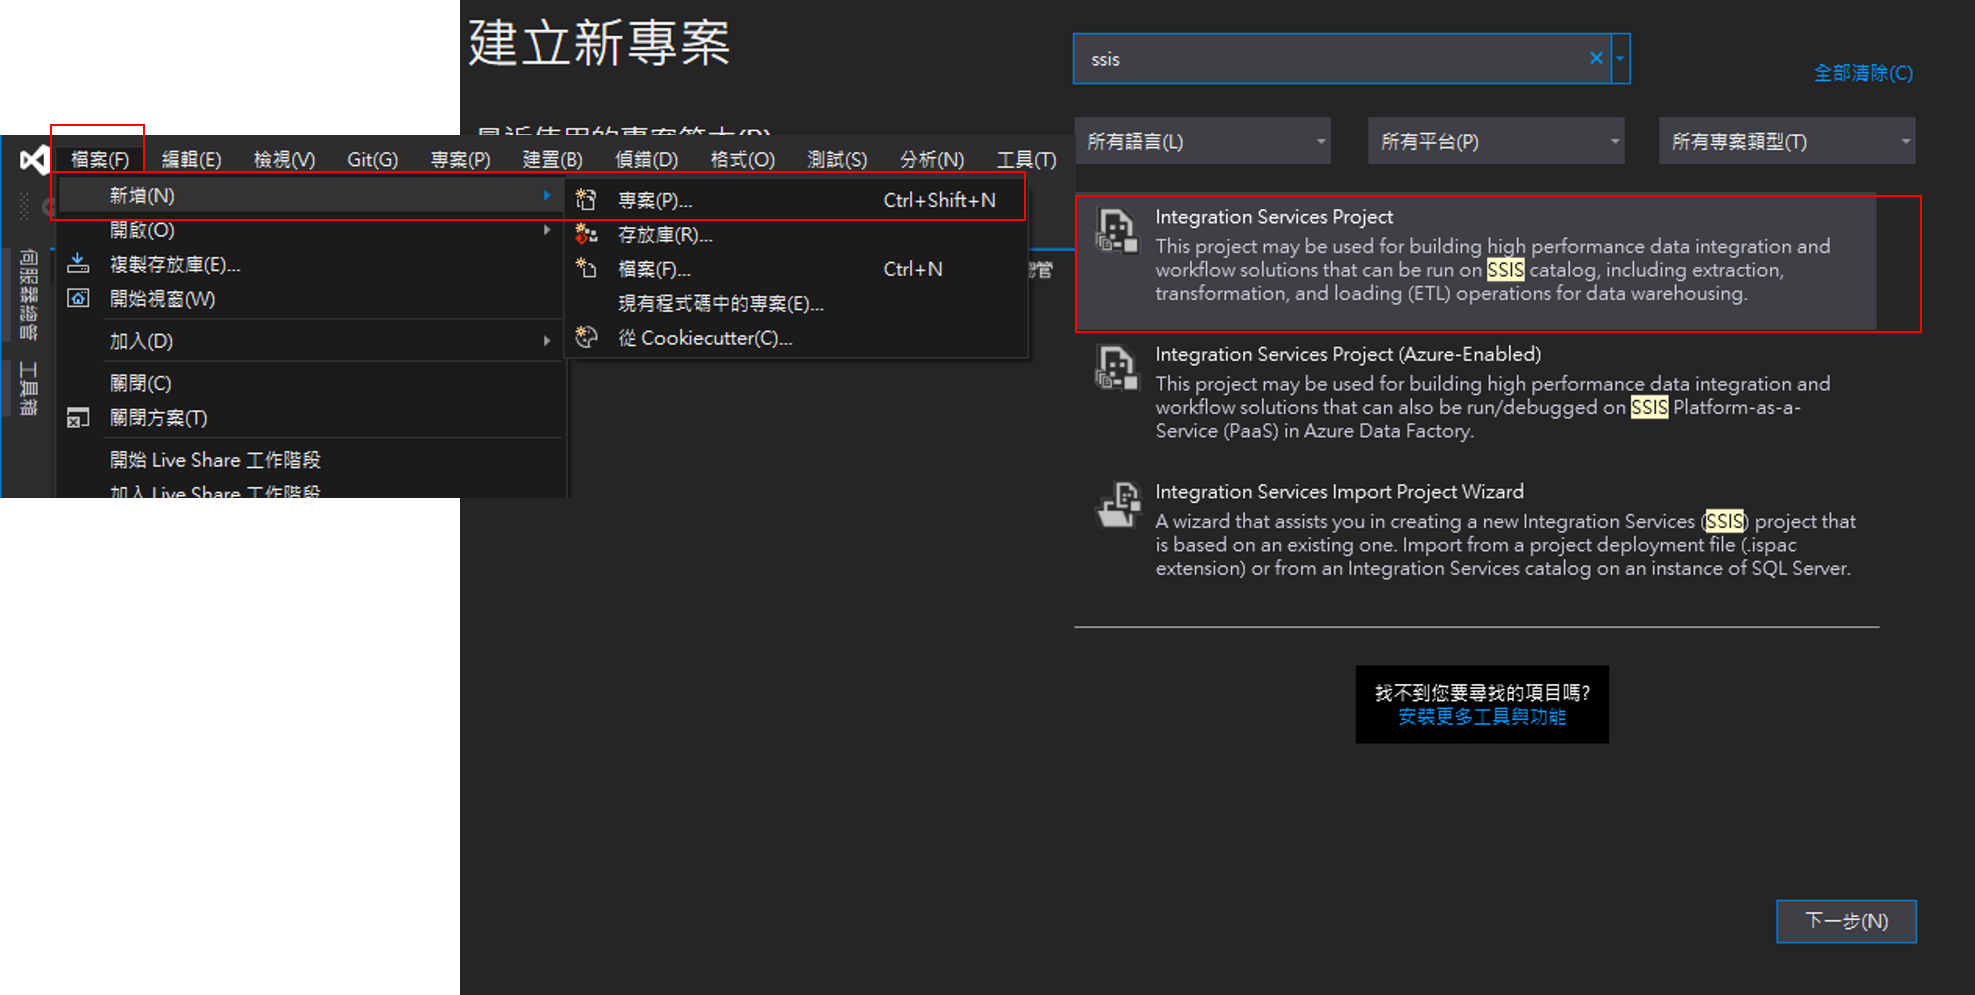 建立新專案
ssis
全部清除(C)
所有語言(L)
所有平台(P)
所有專案類型(T)
檔案(F) 編輯(E) 檢視(V) Git(G) 專案(P) 建置(B) 偵錯(D) 格式(O) 測試(S) 分析(N) 工具(T)
新增(N)
開啟(O)
複製存放庫(E)...
開始視窗(W)
加入(D)
關閉(C)
關閉方案(T)
開始 Live Share 工作階段
加入 Live Share 工作階段
專案(P)... Ctrl+Shift+N
存放庫(R)...
檔案(F)... Ctrl+N
現有程式碼中的專案(E)...
從 Cookiecutter(C)...
伺服器總管
工具箱
Integration Services Project
This project may be used for building high performance data integration and
workflow solutions that can be run on SSIS catalog, including extraction,
transformation, and loading (ETL) operations for data warehousing.
Integration Services Project (Azure-Enabled)
This project may be used for building high performance data integration and
workflow solutions that can also be run/debugged on SSIS Platform-as-a-
Service (PaaS) in Azure Data Factory.
Integration Services Import Project Wizard
A wizard that assists you in creating a new Integration Services (SSIS) project that
is based on an existing one. Import from a project deployment file (.ispac
extension) or from an Integration Services catalog on an instance of SQL Server.
找不到您要尋找的項目嗎?
安裝更多工具與功能
下一步(N)